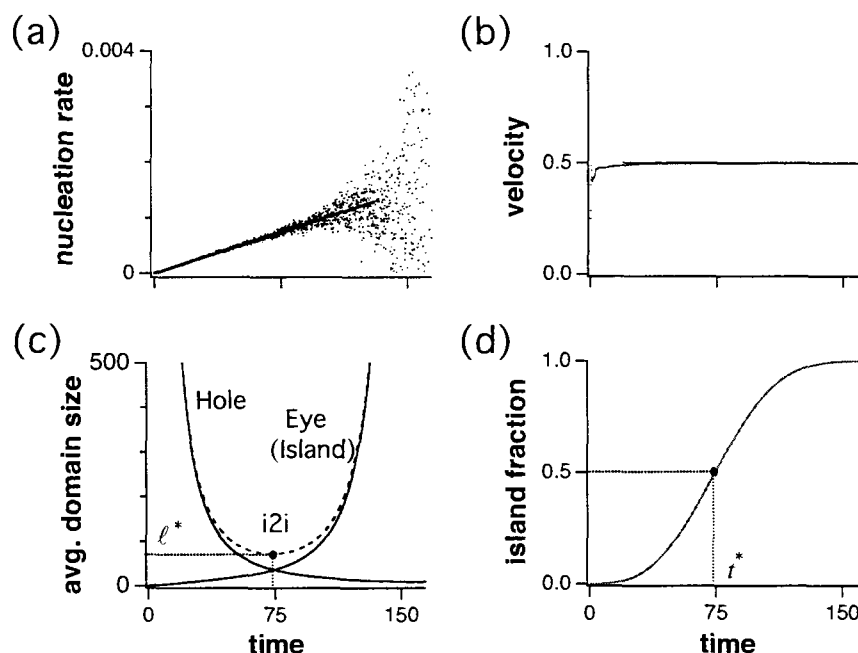 (a)
0.004
nucleation rate
0
(b)
1.0
velocity
0.5
0.0
(c)
500
avg. domain size
0
Hole
Eye
(Island)
i2i
ℓ*
0
75
150
time
(d)
1.0
island fraction
0.5
0.0
t*
0
75
150
time